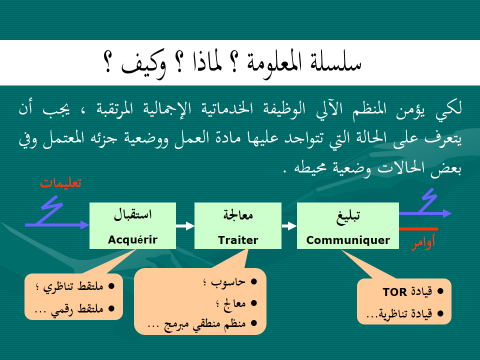 سلسلة المعلومة ؟ لماذا ؟ وكيف ؟
لكي يؤمن المنظم الآلي الوظيفة الخدماتية الإجمالية المرتقبة ، يجب أن
يتعرف على الحالة التي تتواجد عليها مادة العمل ووضعية جزئه المعتمل وفي
بعض الحالات وضعية محيطه .
تعليمات
استقبال
Acquérir
معالجة
Traiter
تبليغ
Communiquer
أوامر
• ملتقط تناظري ؛
• ملتقط رقمي ...
• حاسوب ؛
• معالج ؛
• منظم منطقي مبرمج ...
• قيادة TOR
• قيادة تناظرية...